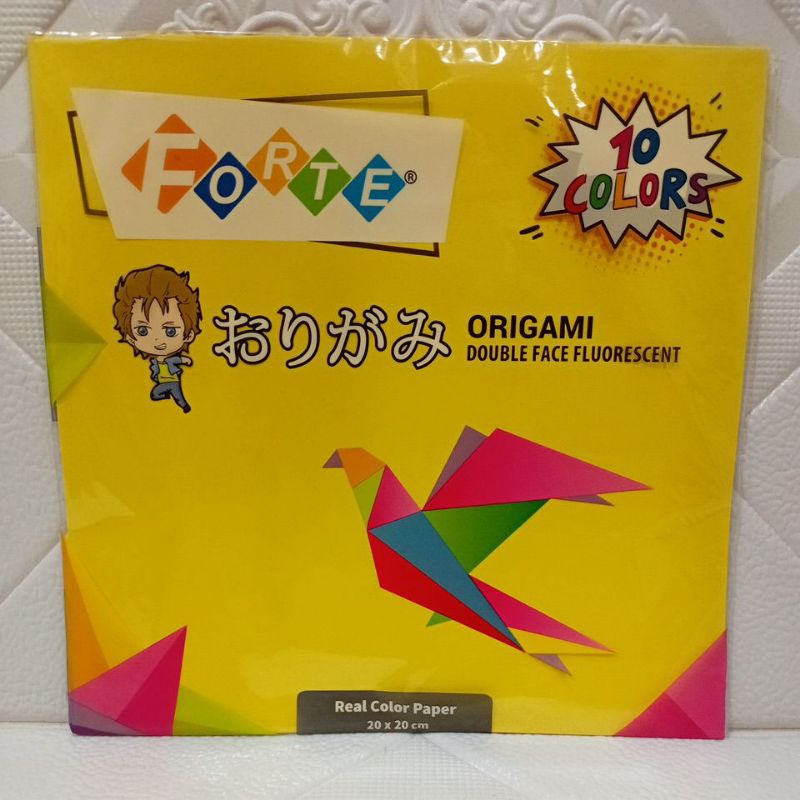 FORTE®
10
COLORS
おりがみ
ORIGAMI
DOUBLE FACE FLUORESCENT
Real Color Paper
20 x 20 cm